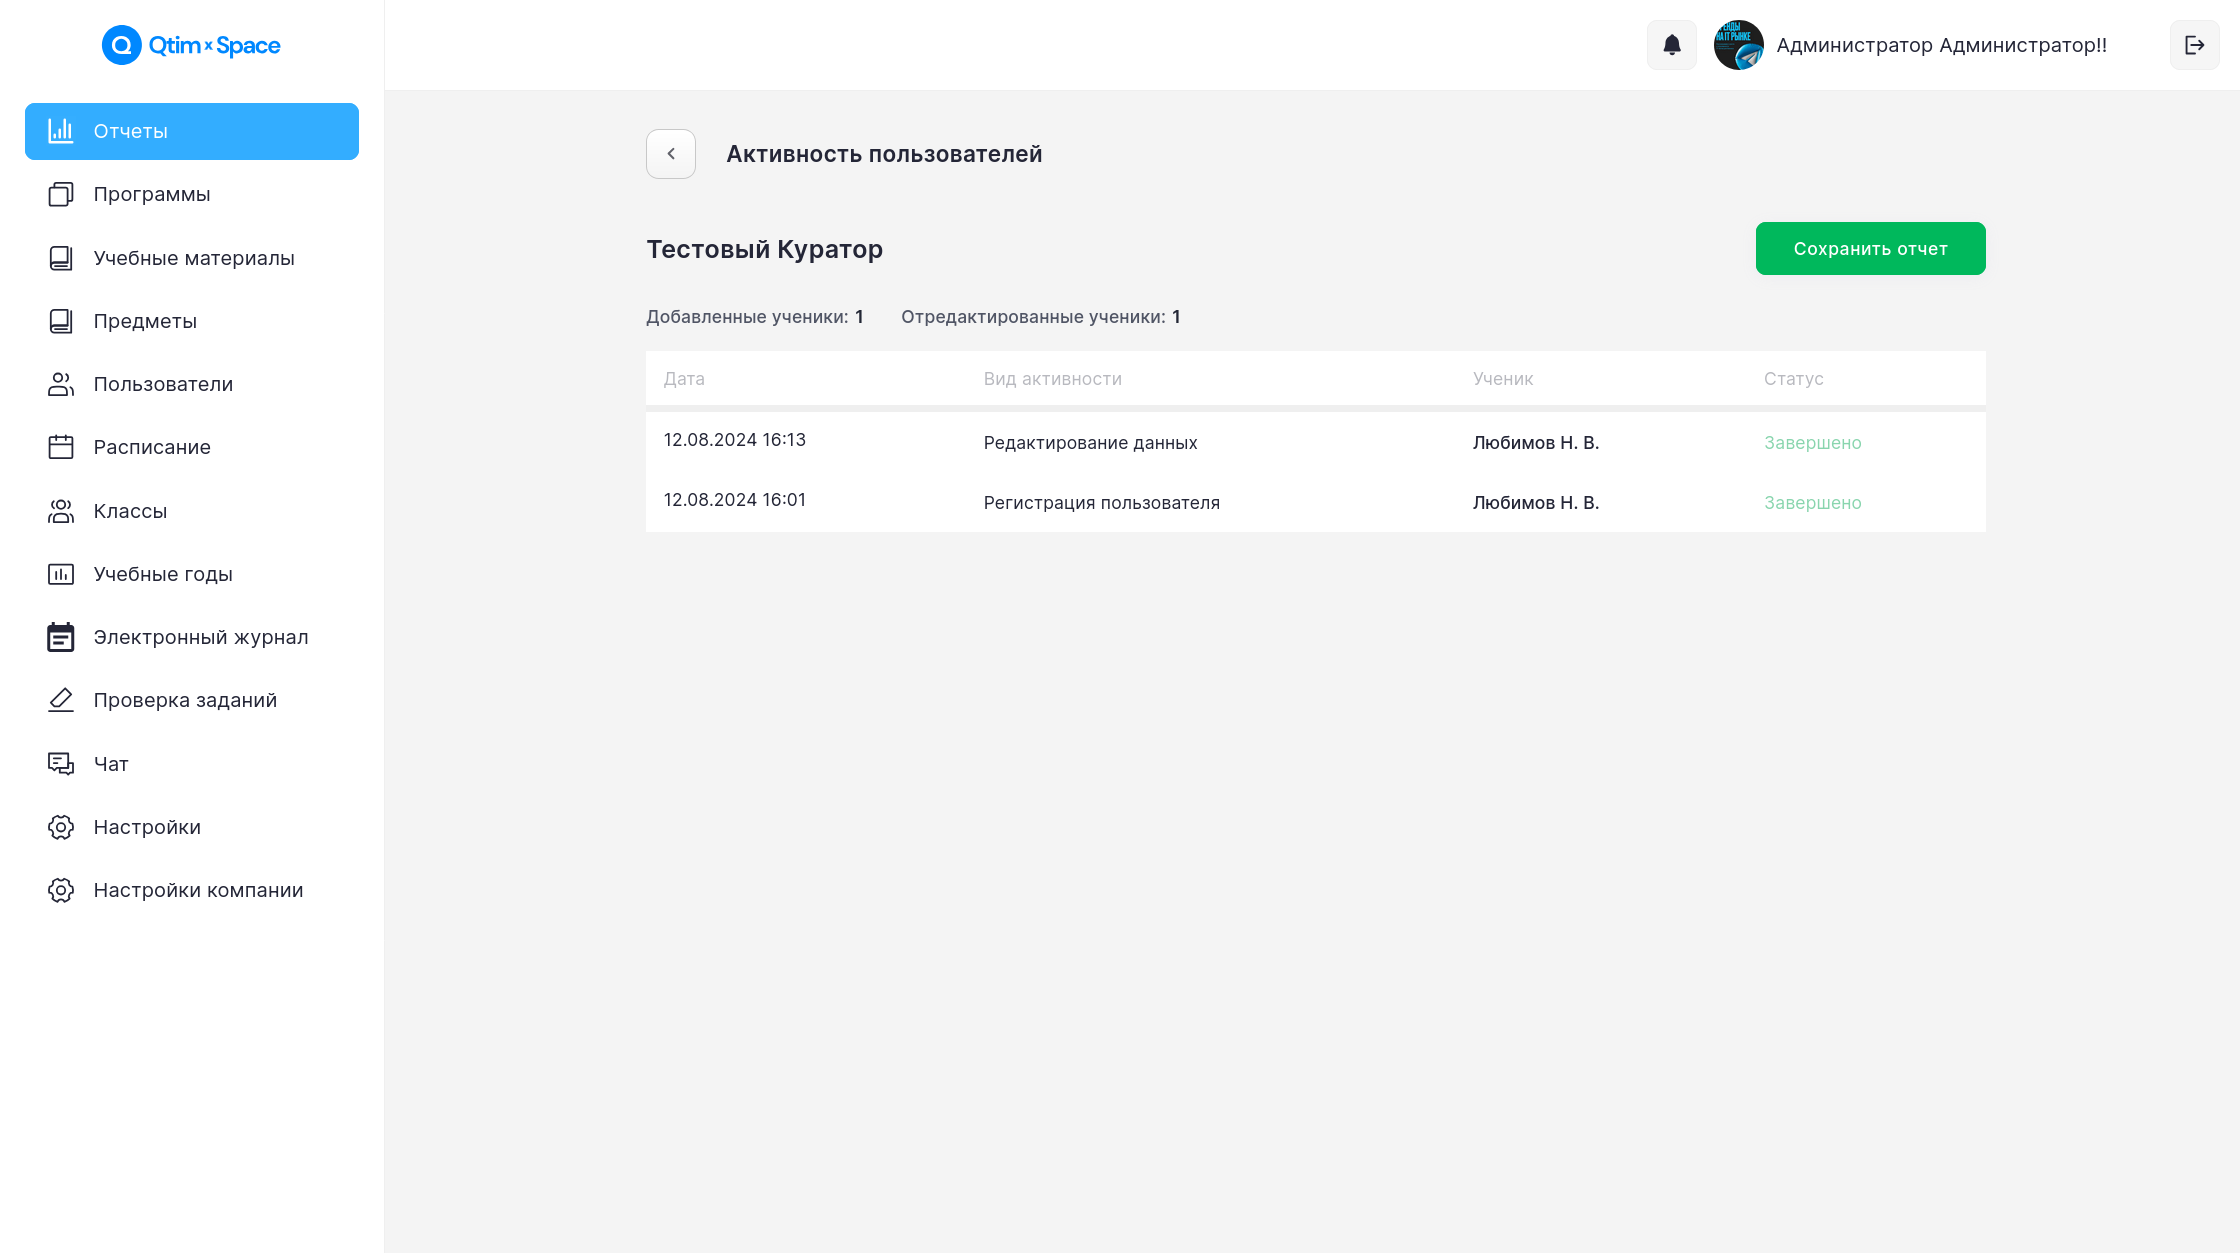 Qtim x Space
Администратор Администратор!!
Отчеты
Программы
Учебные материалы
Предметы
Пользователи
Расписание
Классы
Учебные годы
Электронный журнал
Проверка заданий
Чат
Настройки
Настройки компании
Активность пользователей
Тестовый Куратор
Сохранить отчет
Добавленные ученики: 1 Отредактированные ученики: 1
Дата Вид активности Ученик Статус
12.08.2024 16:13 Редактирование данных Любимов Н. В. Завершено
12.08.2024 16:01 Регистрация пользователя Любимов Н. В. Завершено